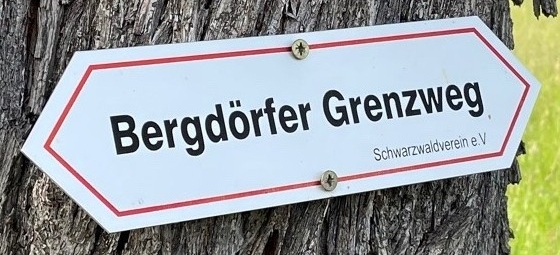 Bergdörfer Grenzweg
Schwarzwaldverein e.V